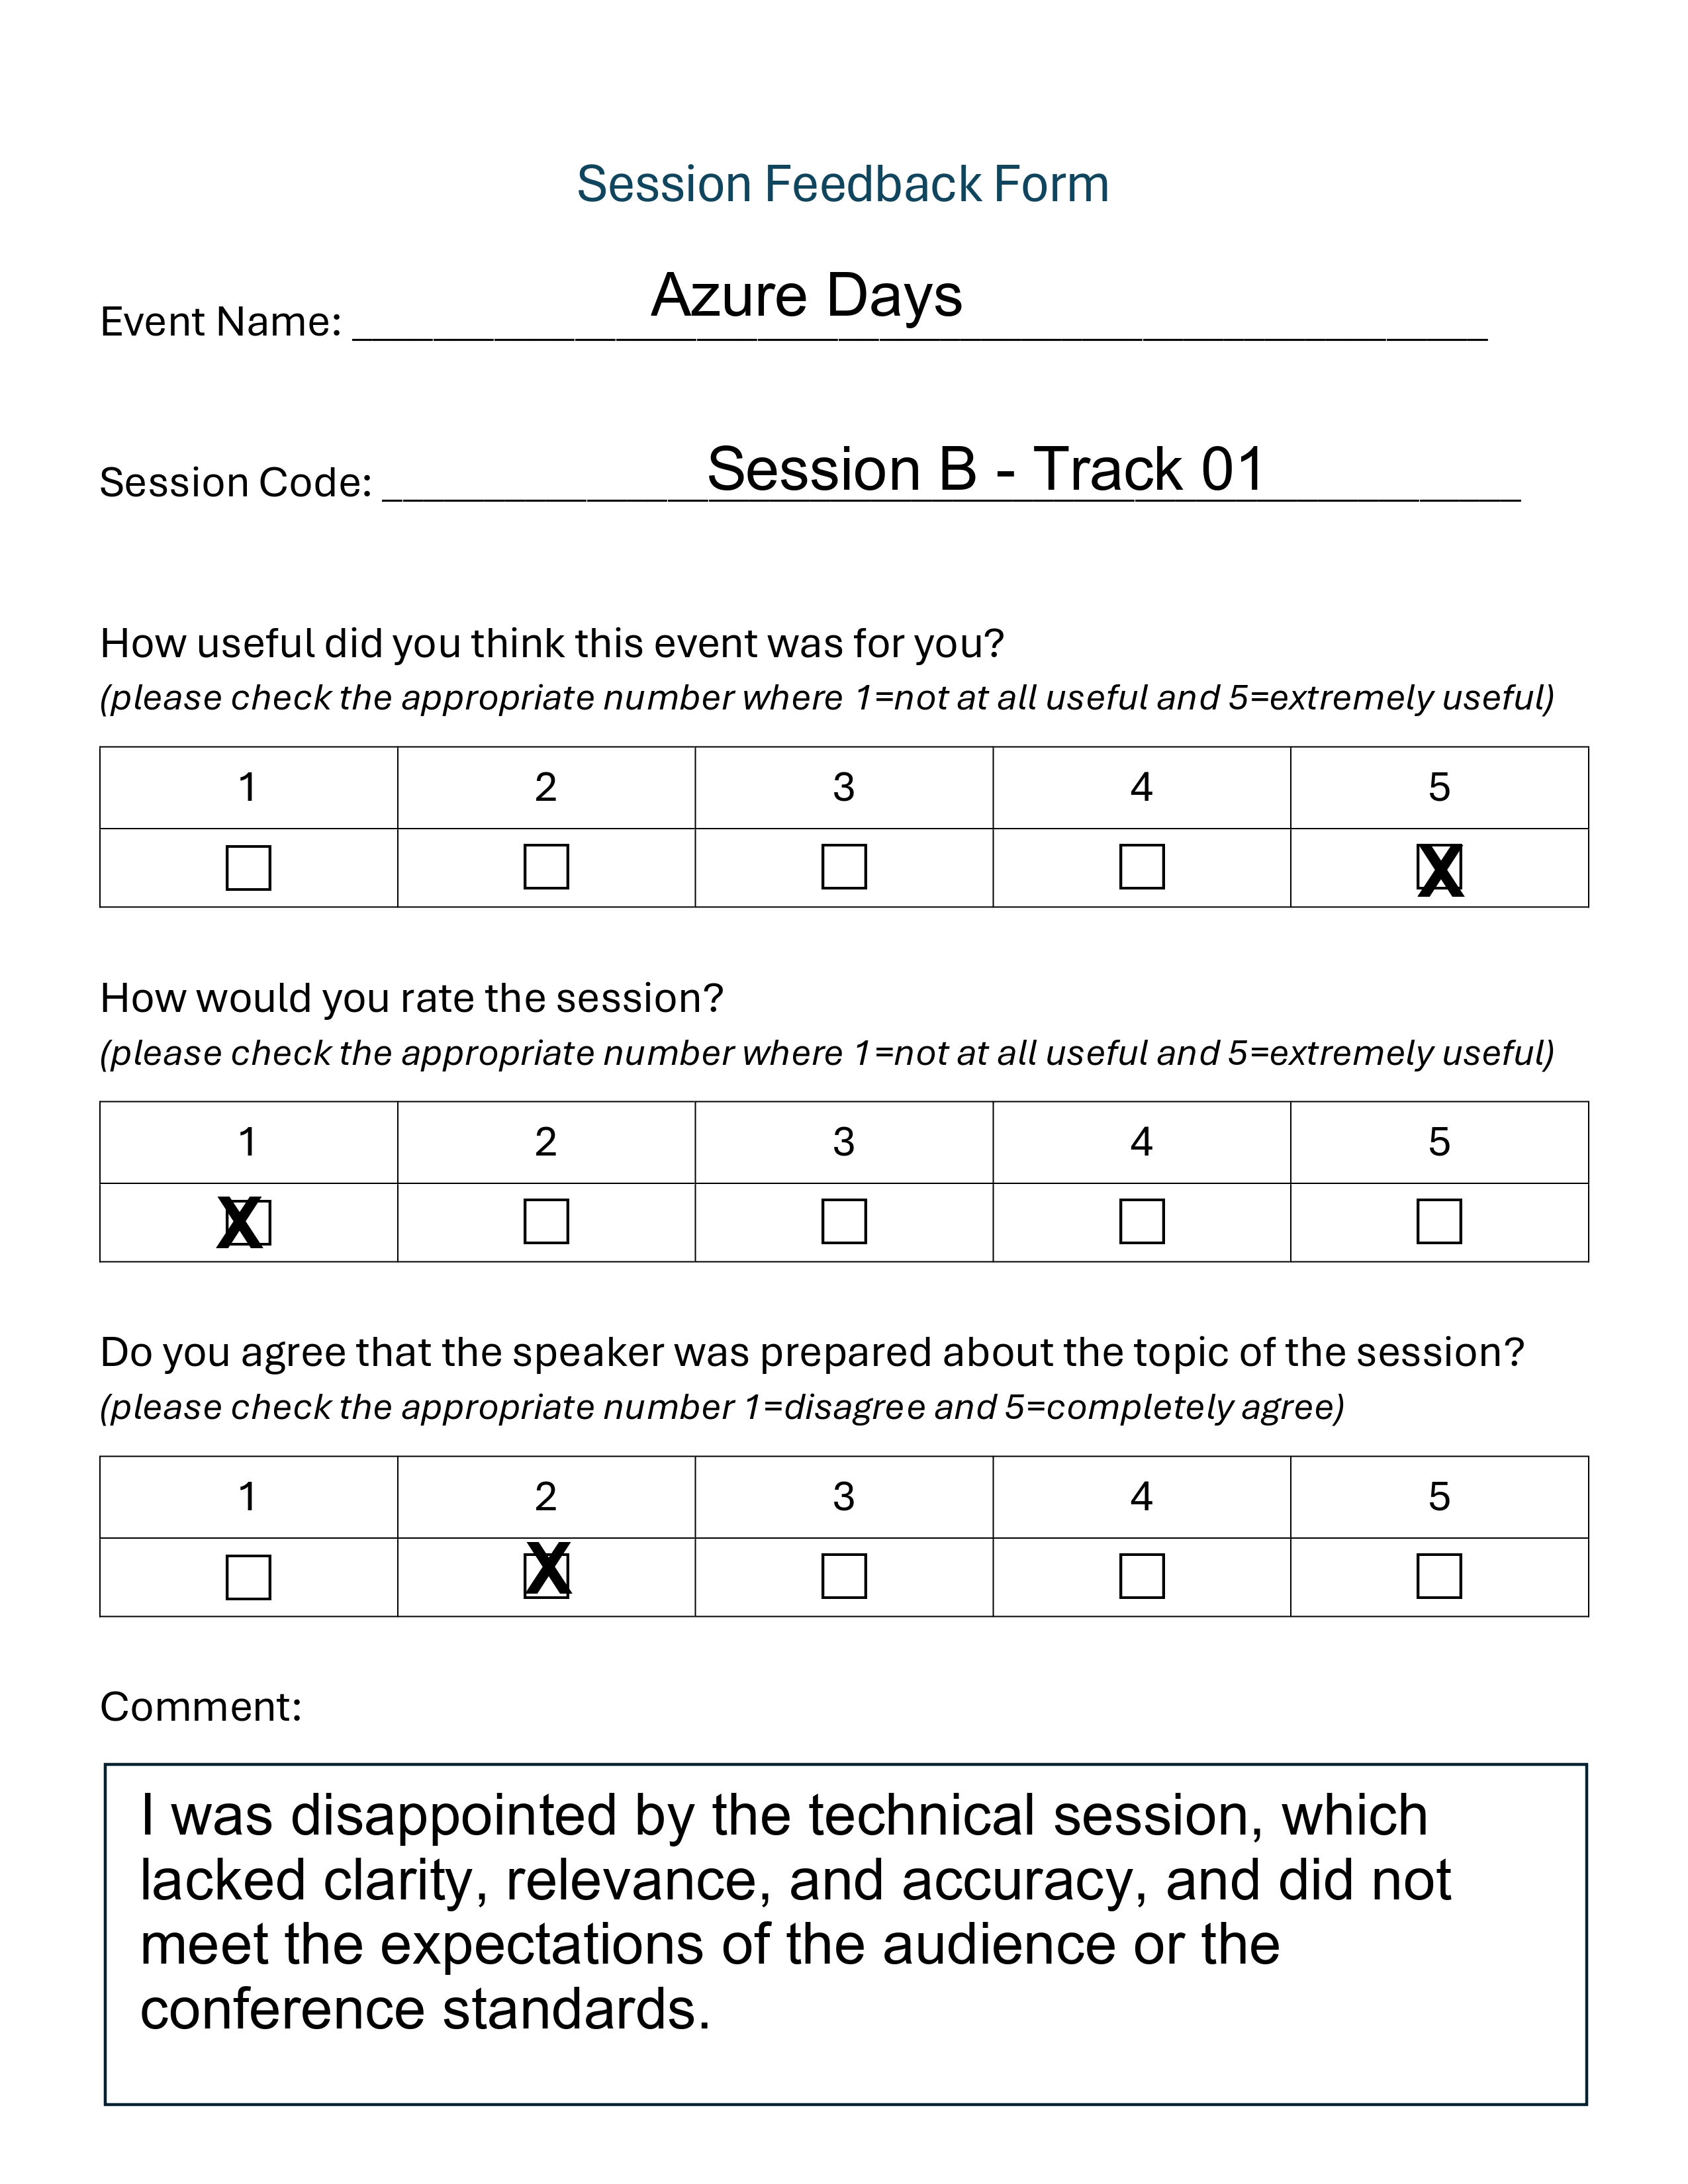 Session Feedback Form
Event Name: Azure Days
Session Code: Session B - Track 01
How useful did you think this event was for you?
(please check the appropriate number where 1=not at all useful and 5=extremely useful)
1 2 3 4 5
X
How would you rate the session?
(please check the appropriate number where 1=not at all useful and 5=extremely useful)
1 2 3 4 5
X
Do you agree that the speaker was prepared about the topic of the session?
(please check the appropriate number 1=disagree and 5=completely agree)
1 2 3 4 5
X
Comment:
I was disappointed by the technical session, which
lacked clarity, relevance, and accuracy, and did not
meet the expectations of the audience or the
conference standards.